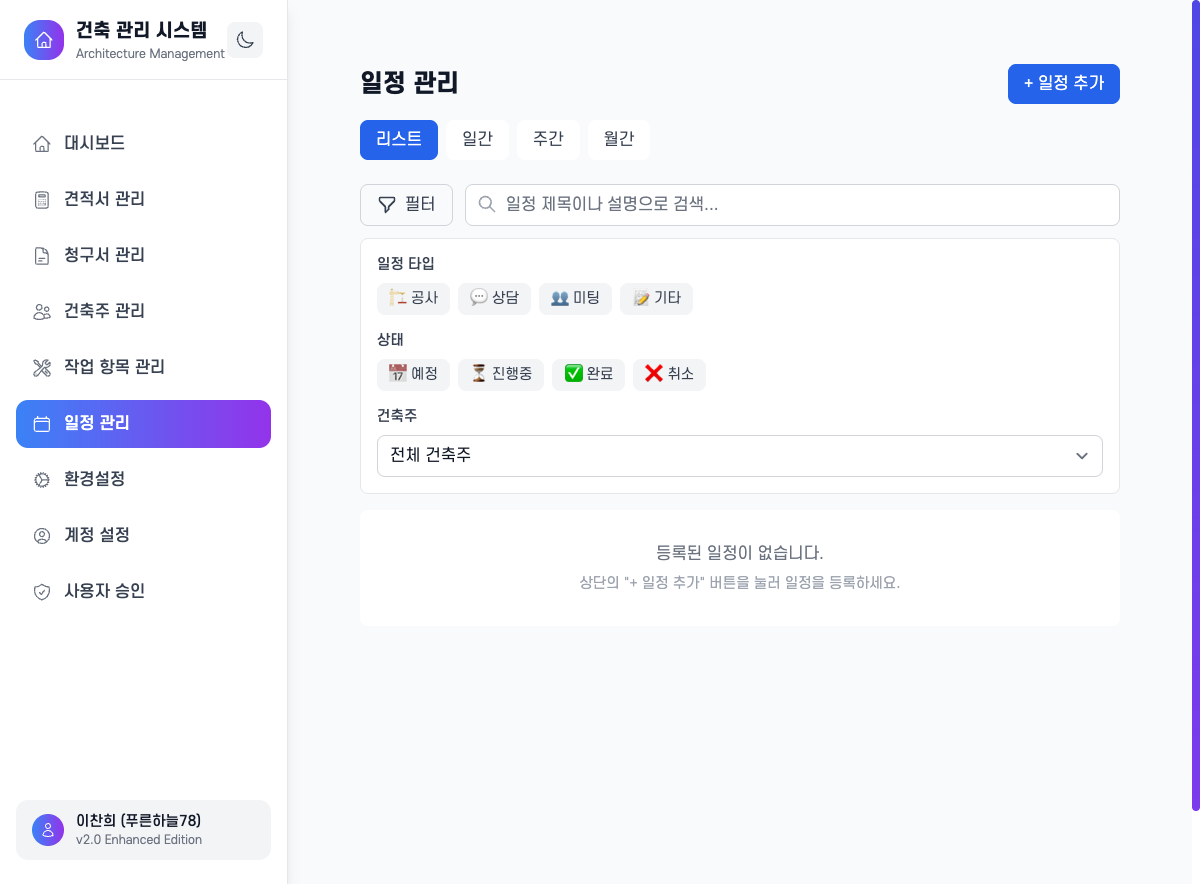 건축 관리 시스템
Architecture Management
대시보드
견적서 관리
청구서 관리
건축주 관리
작업 항목 관리
일정 관리
환경설정
계정 설정
사용자 승인
이찬희 (푸른하늘78)
v2.0 Enhanced Edition
일정 관리
+ 일정 추가
리스트 일간 주간 월간
필터 일정 제목이나 설명으로 검색...
일정 타입
🏗️ 공사 💬 상담 👥 미팅 📝 기타
상태
📅 예정 ⏳ 진행중 ✅ 완료 ❌ 취소
건축주
전체 건축주
등록된 일정이 없습니다.
상단의 "+ 일정 추가" 버튼을 눌러 일정을 등록하세요.